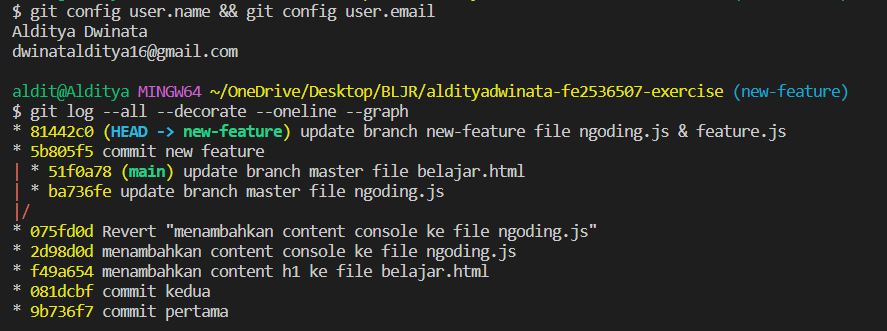 $ git config user.name && git config user.email
Alditya Dwinata
dwinatalditya16@gmail.com
aldit@Alditya MINGW64 ~/OneDrive/Desktop/BLJR/aldityadwinata-fe2536507-exercise (new-feature)
$ git log --all --decorate --oneline --graph
* 81442c0 (HEAD -> new-feature) update branch new-feature file ngoding.js & feature.js
* 5b805f5 commit new feature
| * 51f0a78 (main) update branch master file belajar.html
| * ba736fe update branch master file ngoding.js
|/
* 075fd0d Revert "menambahkan content console ke file ngoding.js"
* 2d98d0d menambahkan content console ke file ngoding.js
* f49a654 menambahkan content h1 ke file belajar.html
* 081dcbf commit kedua
* 9b736f7 commit pertama